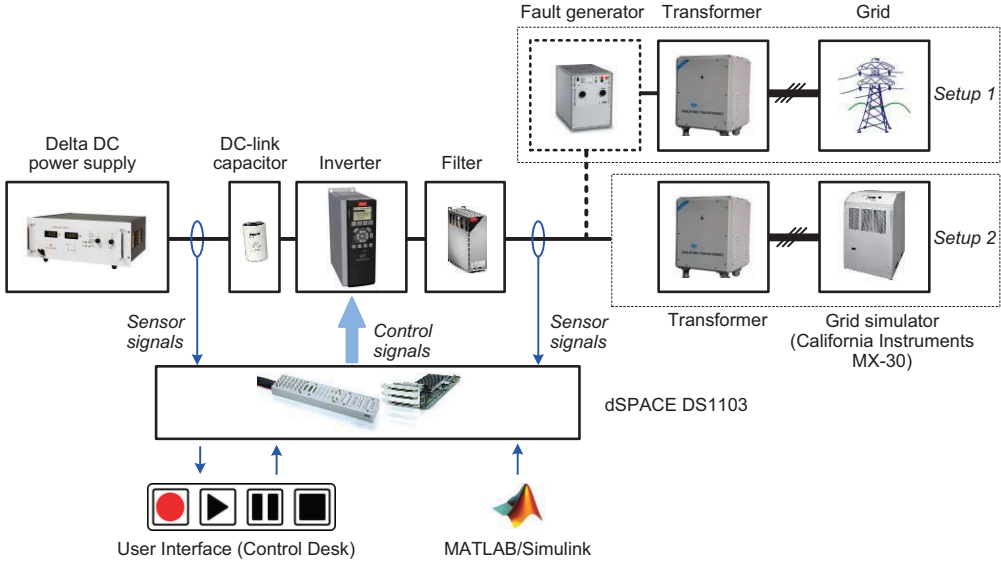 Fault generator
Transformer
Grid
Setup 1
Delta DC
power supply
DC-link
capacitor
Inverter
Filter
Setup 2
Sensor
signals
Control
signals
Sensor
signals
Transformer
Grid simulator
(California Instruments
MX-30)
dSPACE DS1103
User Interface (Control Desk)
MATLAB/Simulink